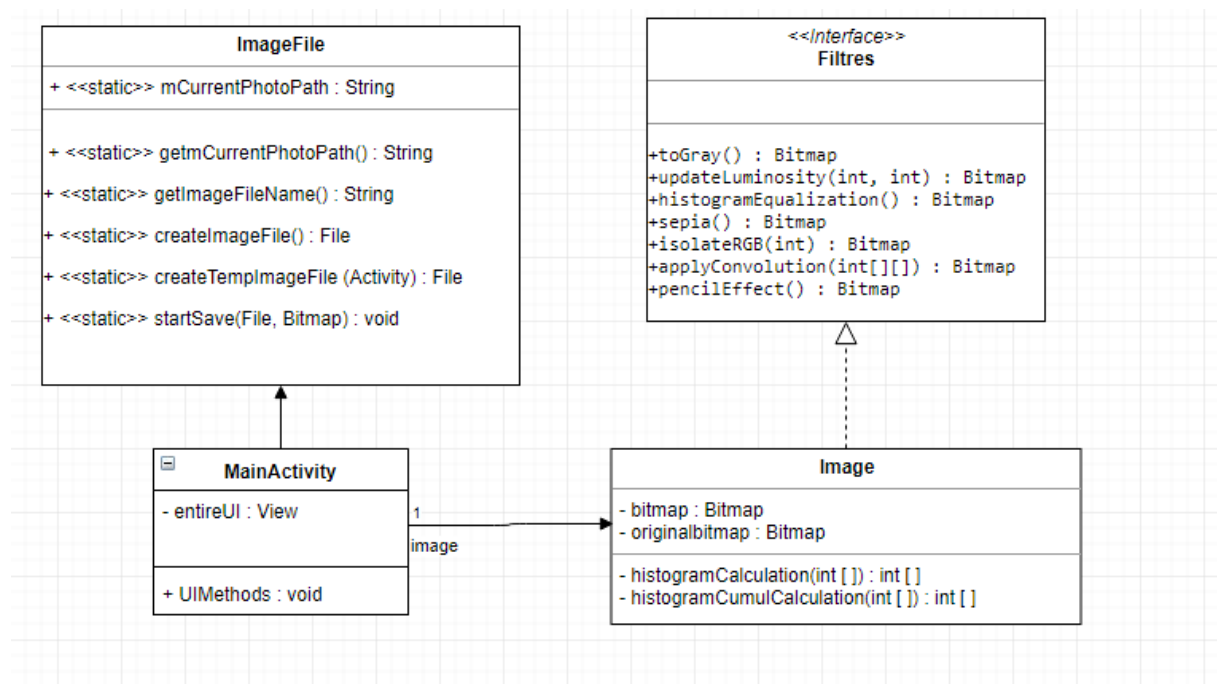 ImageFile
+ <<static>> mCurrentPhotoPath : String
+ <<static>> getmCurrentPhotoPath() : String
+ <<static>> getImageFileName() : String
+ <<static>> createImageFile() : File
+ <<static>> createTempImageFile (Activity) : File
+ <<static>> startSave(File, Bitmap) : void
<<Interface>>
Filtres
+toGray() : Bitmap
+updateLuminosity(int, int) : Bitmap
+histogramEqualization() : Bitmap
+sepia() : Bitmap
+isolateRGB(int) : Bitmap
+applyConvolution(int[][]) : Bitmap
+pencilEffect() : Bitmap
MainActivity
- entireUI : View
+ UIMethods : void
1
image
Image
- bitmap : Bitmap
- originalbitmap : Bitmap
- histogramCalculation(int [ ]) : int [ ]
- histogramCumulCalculation(int [ ]) : int [ ]